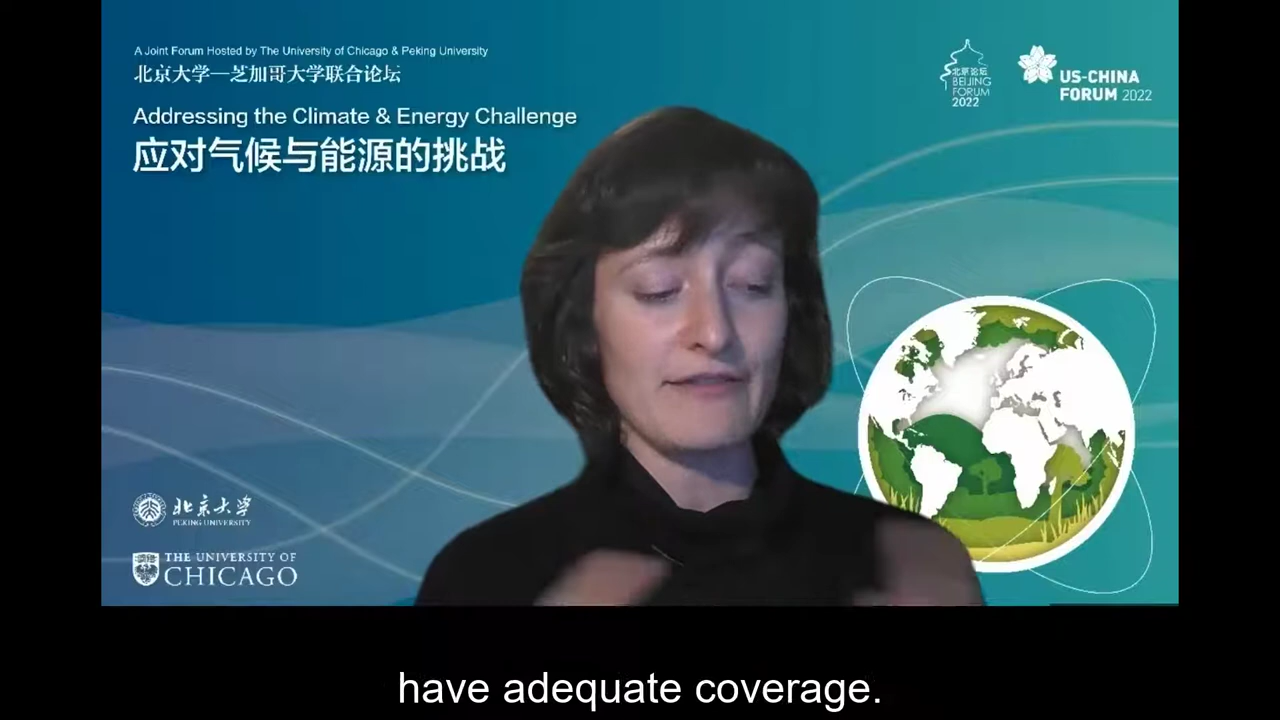 A Joint Forum Hosted by The University of Chicago & Peking University
北京大学—芝加哥大学联合论坛
Addressing the Climate & Energy Challenge
应对气候与能源的挑战
北京论坛
BEIJING
FORUM
2022
US-CHINA
FORUM 2022
北京大学
PEKING UNIVERSITY
THE UNIVERSITY OF
CHICAGO
have adequate coverage.